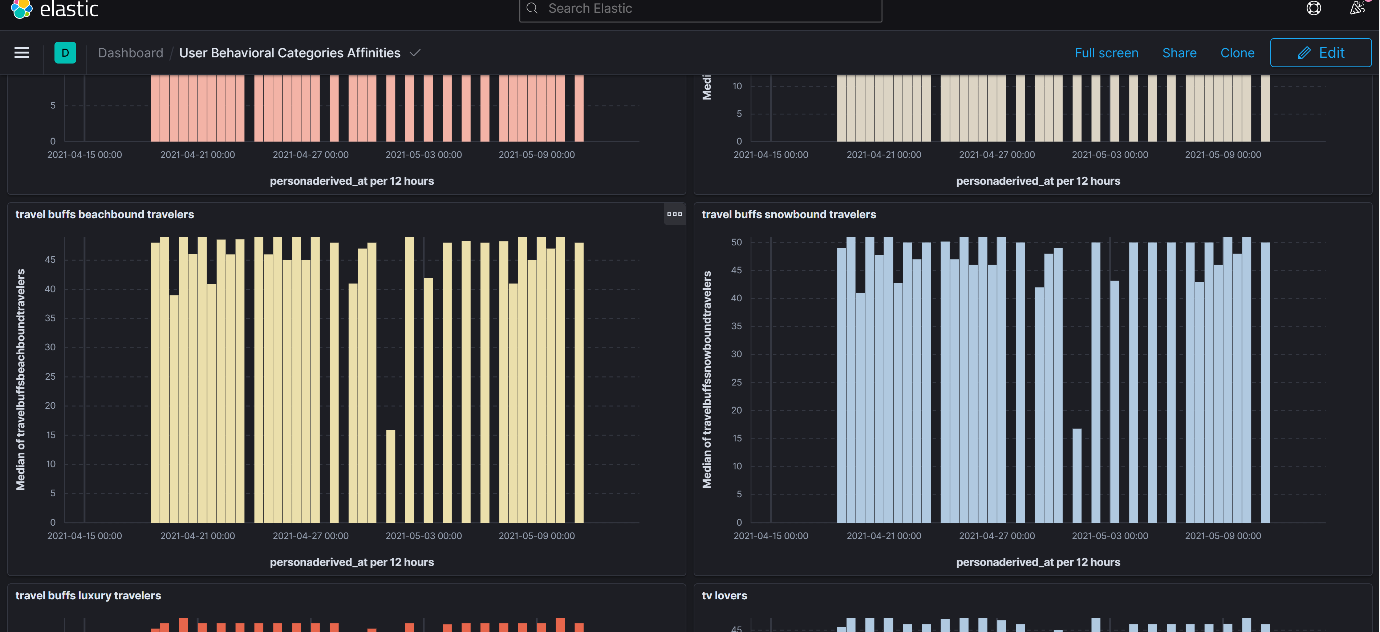 elastic
Search Elastic
D
Dashboard / User Behavioral Categories Affinities
Full screen
Share
Clone
Edit
5
0
2021-04-15 00:00
2021-04-21 00:00
2021-04-27 00:00
2021-05-03 00:00
2021-05-09 00:00
personaderived_at per 12 hours
Medi
10
5
0
2021-04-15 00:00
2021-04-21 00:00
2021-04-27 00:00
2021-05-03 00:00
2021-05-09 00:00
personaderived_at per 12 hours
travel buffs beachbound travelers
Median of travelbuffsbeachboundtravelers
45
40
35
30
25
20
15
10
5
0
2021-04-15 00:00
2021-04-21 00:00
2021-04-27 00:00
2021-05-03 00:00
2021-05-09 00:00
personaderived_at per 12 hours
travel buffs snowbound travelers
Median of travelbuffssnowboundtravelers
50
45
40
35
30
25
20
15
10
5
0
2021-04-15 00:00
2021-04-21 00:00
2021-04-27 00:00
2021-05-03 00:00
2021-05-09 00:00
personaderived_at per 12 hours
travel buffs luxury travelers
tv lovers
45